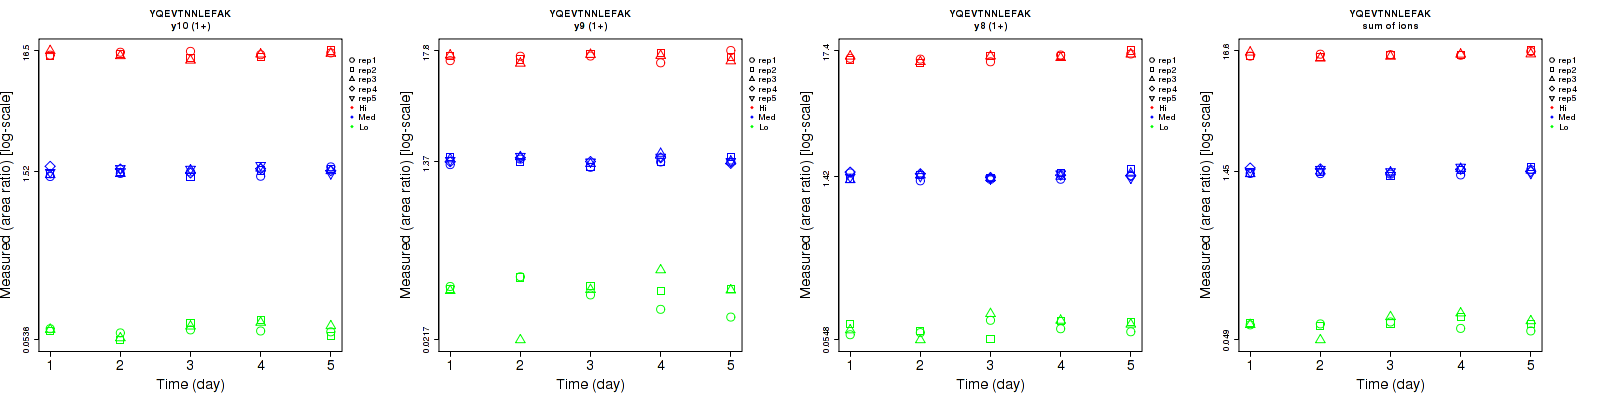 YQEVTNNLEFAK
y10 (1+)
Measured (area ratio) [log-scale]
16.5
1.52
0.0536
1 2 3 4 5
Time (day)
rep1
rep2
rep3
rep4
rep5
Hi
Med
Lo
YQEVTNNLEFAK
y9 (1+)
Measured (area ratio) [log-scale]
17.8
1.37
0.0217
1 2 3 4 5
Time (day)
rep1
rep2
rep3
rep4
rep5
Hi
Med
Lo
YQEVTNNLEFAK
y8 (1+)
Measured (area ratio) [log-scale]
17.4
1.42
0.0548
1 2 3 4 5
Time (day)
rep1
rep2
rep3
rep4
rep5
Hi
Med
Lo
YQEVTNNLEFAK
sum of ions
Measured (area ratio) [log-scale]
16.6
1.45
0.049
1 2 3 4 5
Time (day)
rep1
rep2
rep3
rep4
rep5
Hi
Med
Lo